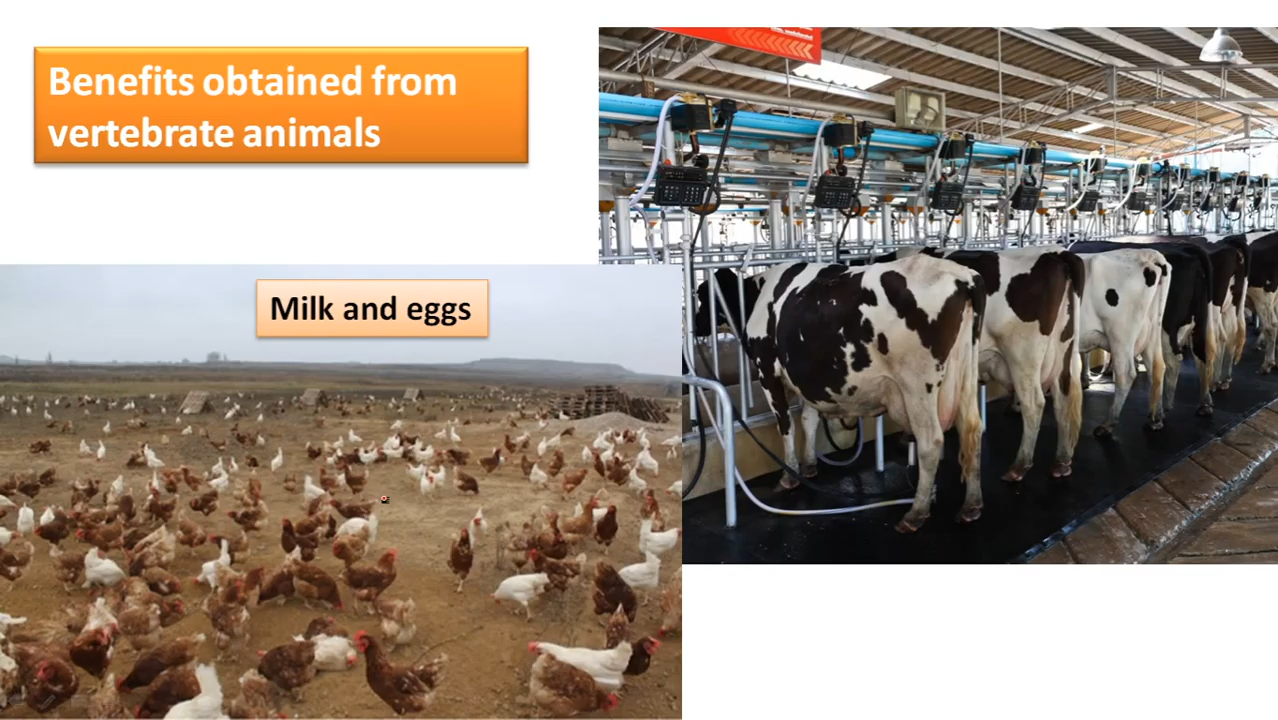 Benefits obtained from
vertebrate animals
Milk and eggs